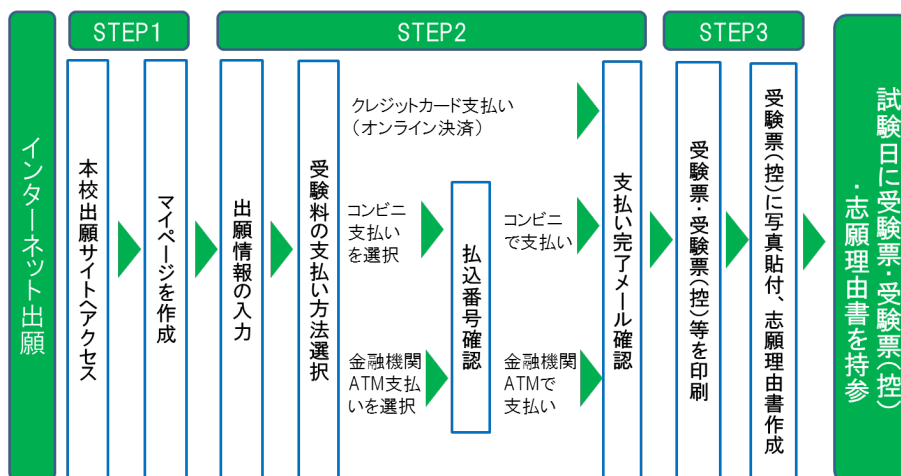 インターネット出願
STEP1
本校出願サイトへアクセス
マイページを作成
STEP2
出願情報の入力
受験料の支払い方法選択
クレジットカード支払い
(オンライン決済)
コンビニ
支払い
を選択
金融機関
ATM支払
いを選択
払込番号確認
コンビニ
で支払い
金融機関
ATMで
支払い
支払い完了メール確認
STEP3
受験票・受験票(控)等を印刷
受験票(控)に写真貼付、志願理由書作成
試験日に受験票・受験票(控)
・志願理由書を持参